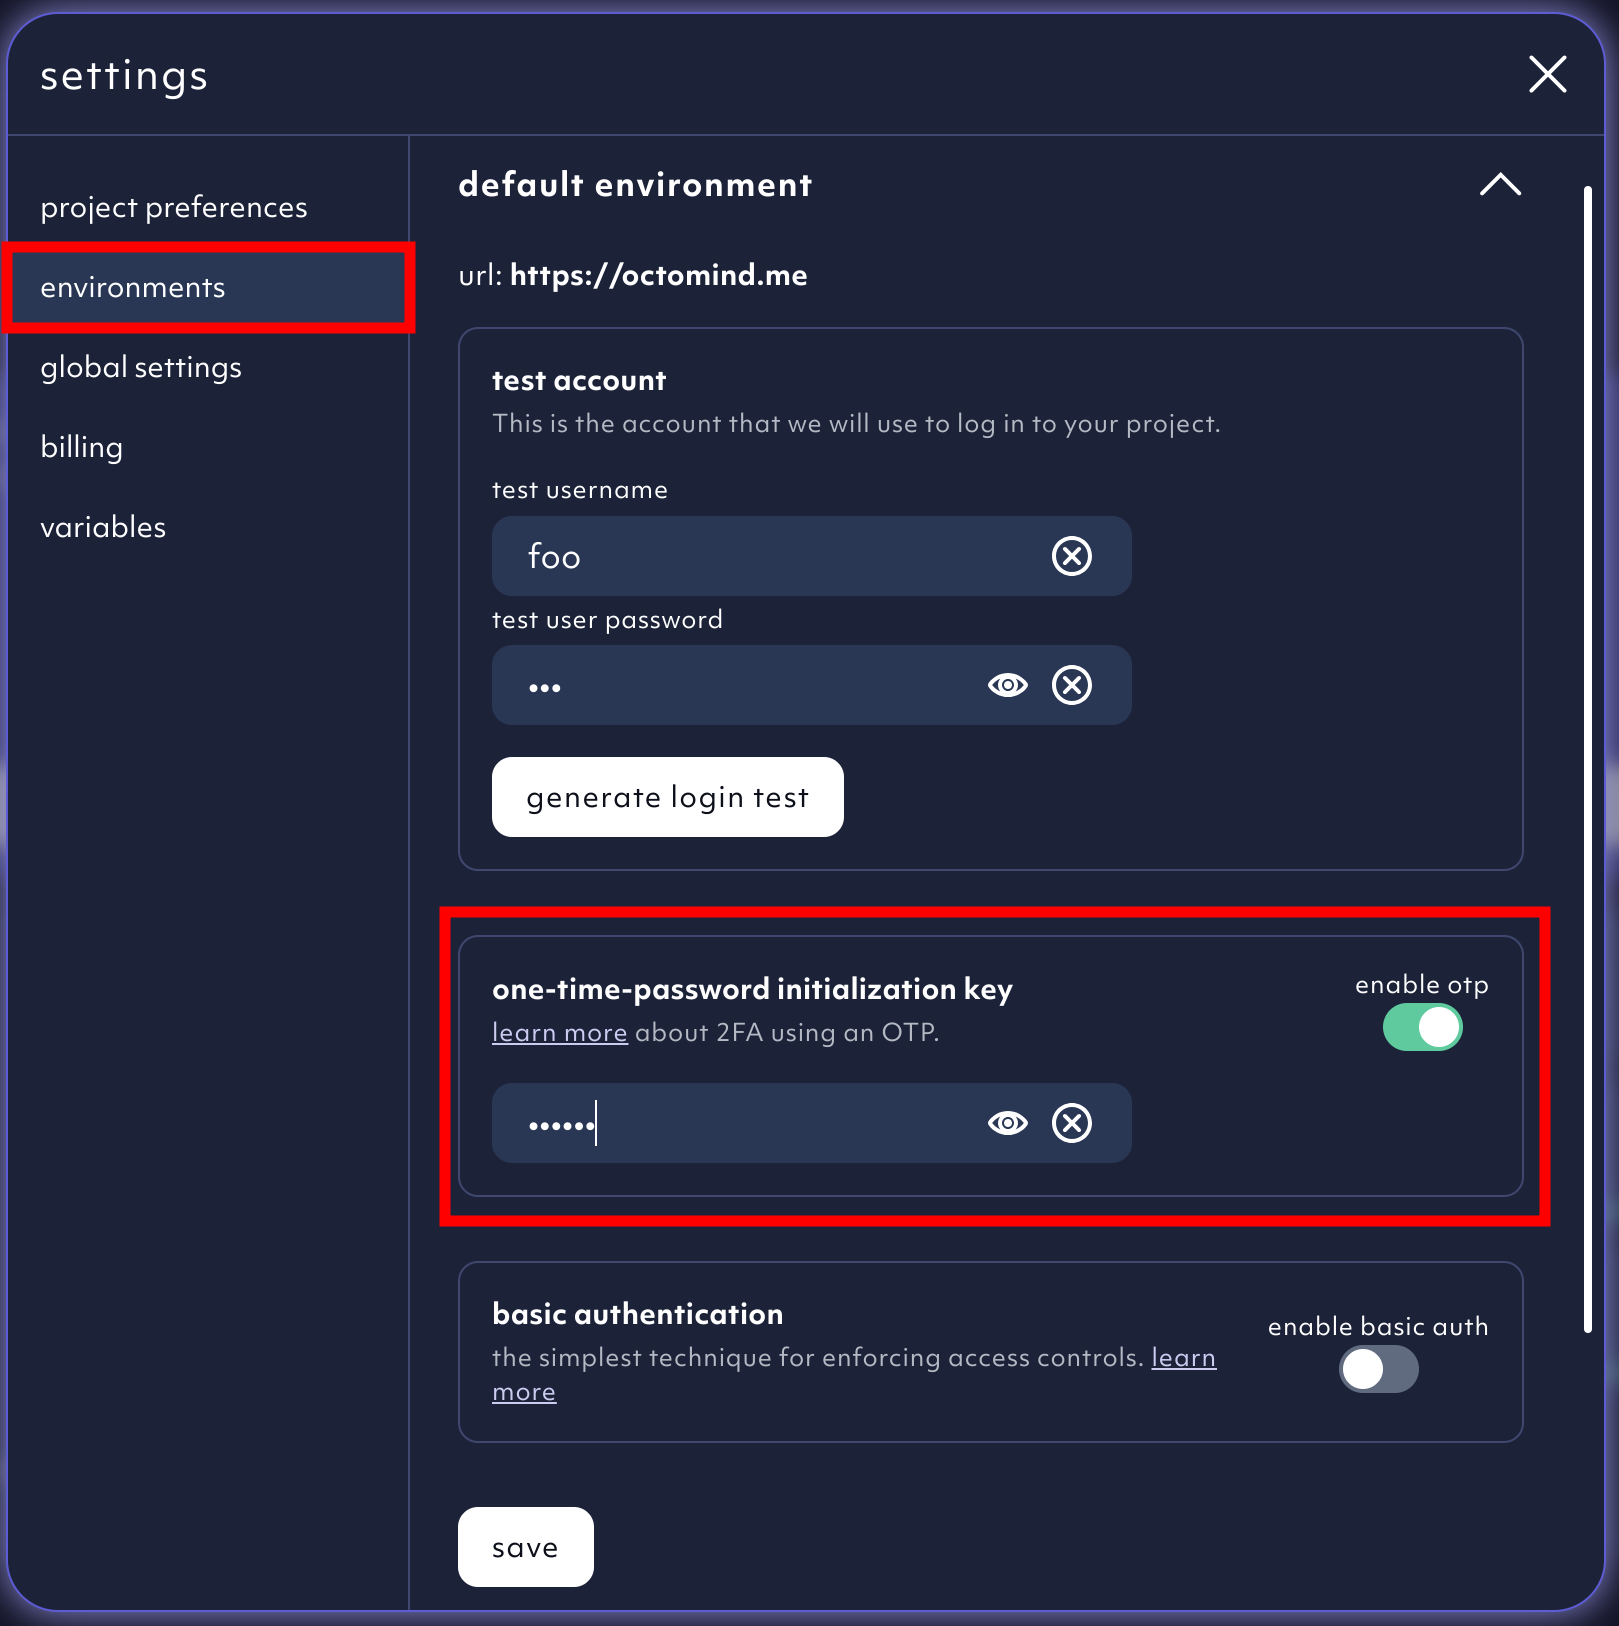 settings
project preferences
environments
global settings
billing
variables
default environment
url: https://octomind.me
test account
This is the account that we will use to log in to your project.
test username
foo
test user password
•••
generate login test
one-time-password initialization key
enable otp
learn more about 2FA using an OTP.
••••••
basic authentication
enable basic auth
the simplest technique for enforcing access controls. learn
more
save